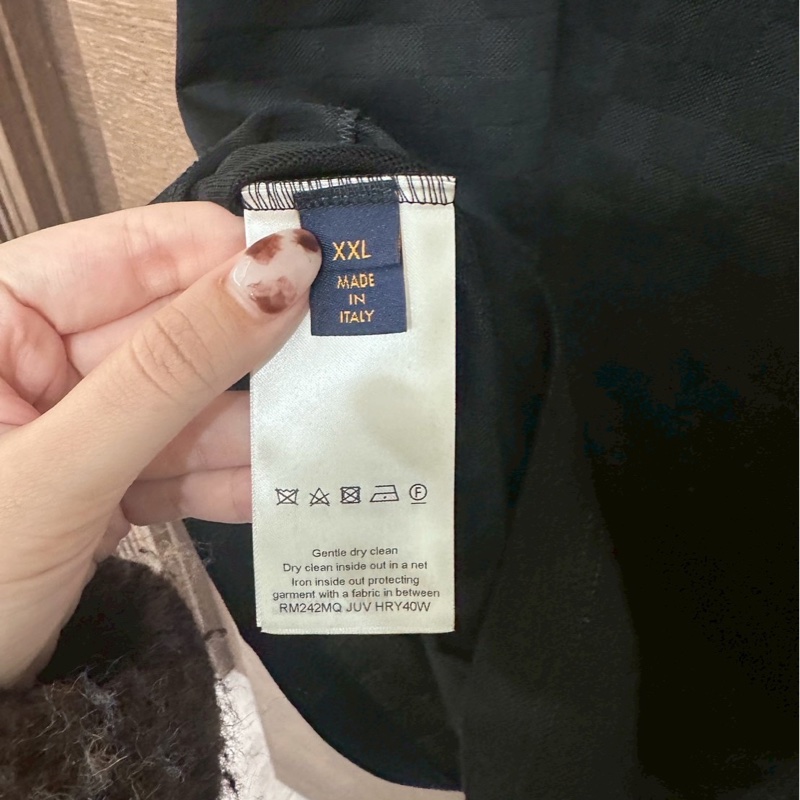 XXL
MADE
IN
ITALY
F
Gentle dry clean
Dry clean inside out in a net
Iron inside out protecting
garment with a fabric in between
RM242MQ JUV HRY40W